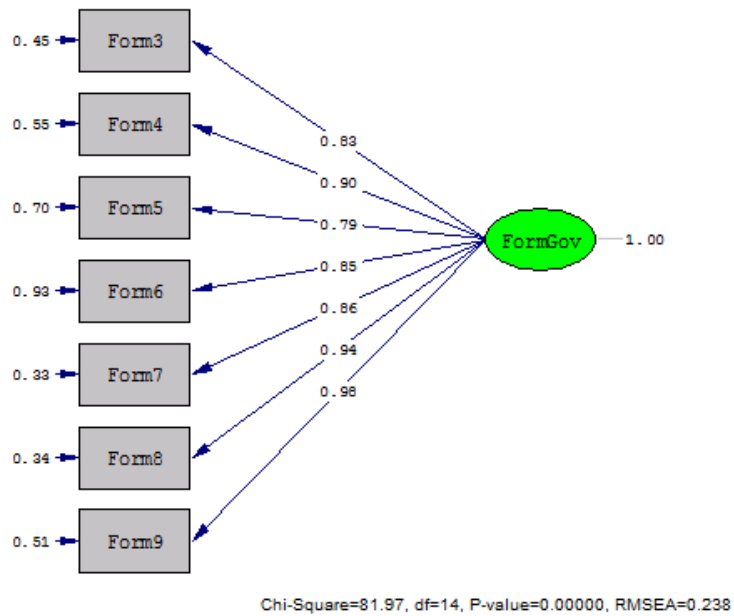 0.45 Form3
0.83
0.55 Form4
0.90
0.70 Form5
0.79
FormGov 1.00
0.85
0.93 Form6
0.86
0.33 Form7
0.94
0.98
0.34 Form8
0.51 Form9
Chi-Square=81.97, df=14, P-value=0.00000, RMSEA=0.238